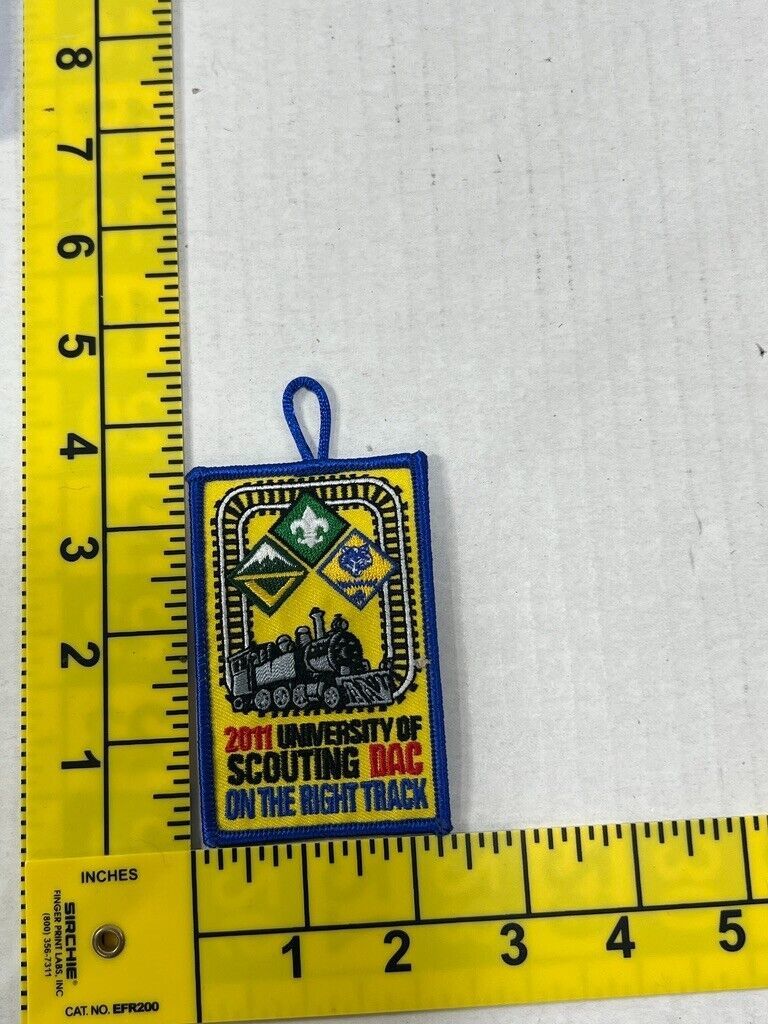 8
7
6
5
4
3
2
1
2011 UNIVERSITY OF
SCOUTING DAC
ON THE RIGHT TRACK
INCHES
SIRCHIE®
FINGER PRINT LABS, INC
(800) 356-7311
CAT. NO. EFR200
1 2 3 4 5